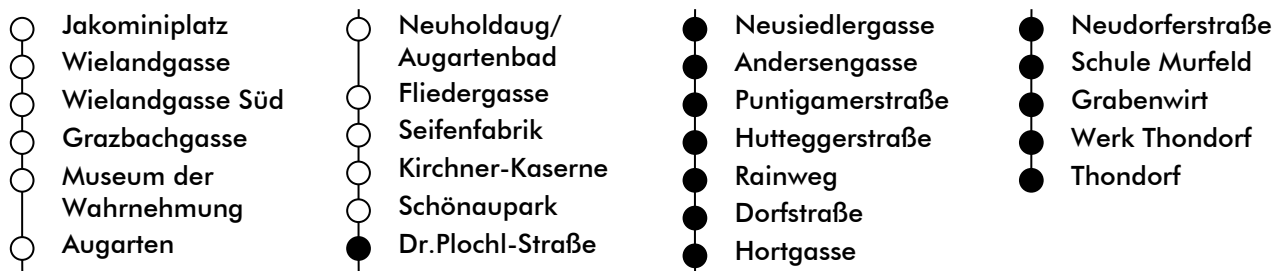 Jakominiplatz
Wielandgasse
Wielandgasse Süd
Grazbachgasse
Museum der
Wahrnehmung
Augarten
Neuholdaug/
Augartenbad
Fliedergasse
Seifenfabrik
Kirchner-Kaserne
Schönaupark
Dr.Plochl-Straße
Neusiedlergasse
Andersengasse
Puntigamerstraße
Hutteggerstraße
Rainweg
Dorfstraße
Hortgasse
Neudorferstraße
Schule Murfeld
Grabenwirt
Werk Thondorf
Thondorf